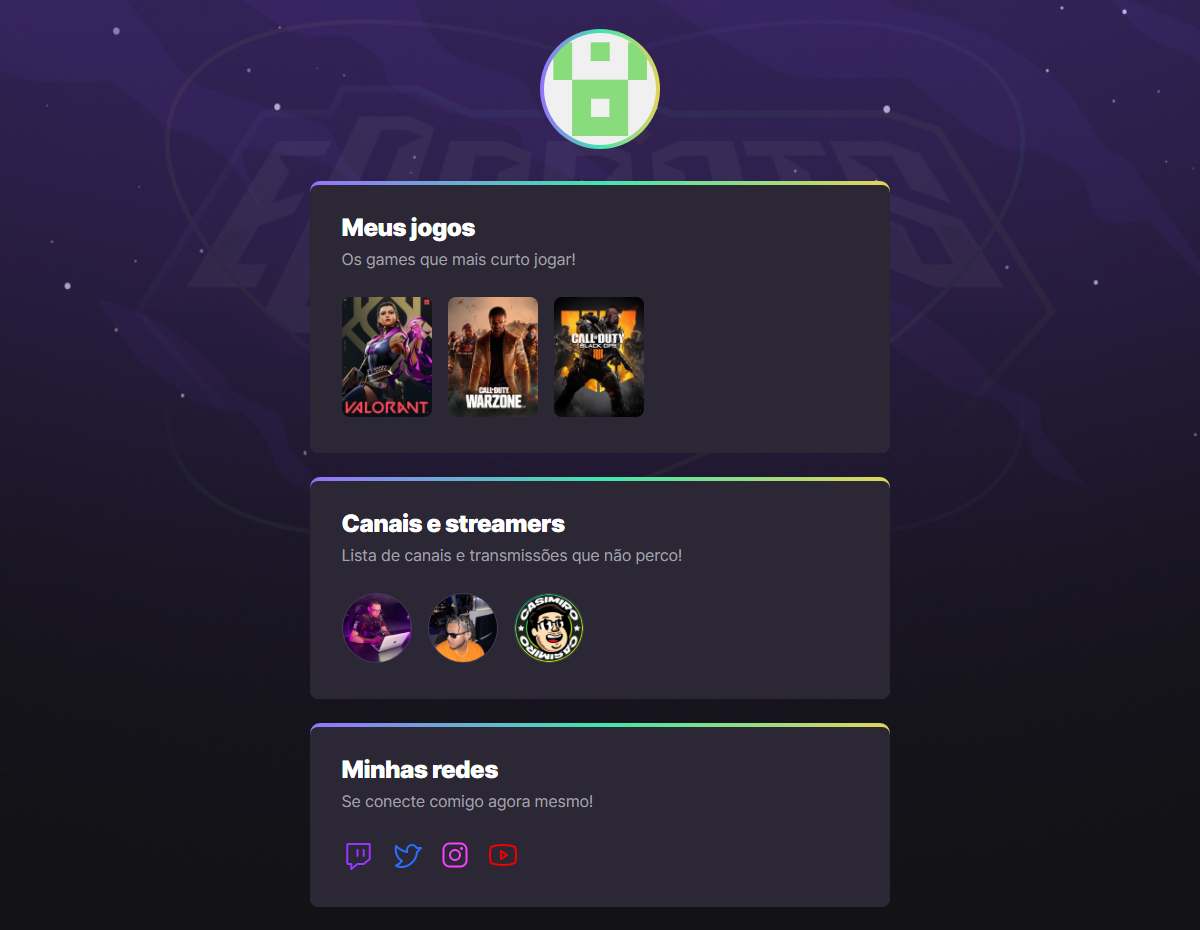 Meus jogos
Os games que mais curto jogar!
VALORANT
CALL OF DUTY
WARZONE
CALL OF DUTY
BLACK OPS
Canais e streamers
Lista de canais e transmissões que não perco!
CASIMIRO
CASIMIRO
Minhas redes
Se conecte comigo agora mesmo!